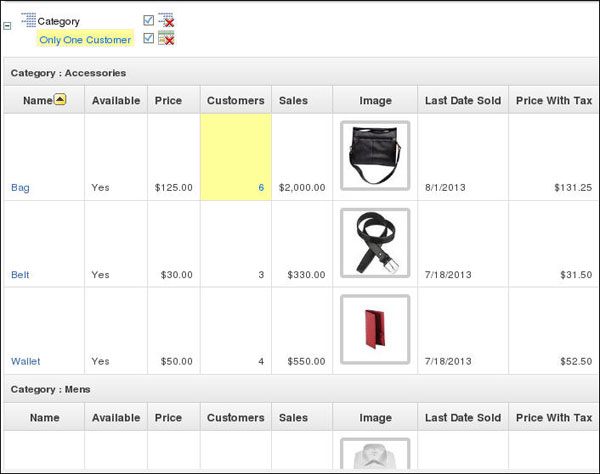 Category
Only One Customer
Category : Accessories
Name Available Price Customers Sales Image Last Date Sold Price With Tax
Bag Yes $125.00 6 $2,000.00 8/1/2013 $131.25
Belt Yes $30.00 3 $330.00 7/18/2013 $31.50
Wallet Yes $50.00 4 $550.00 7/18/2013 $52.50
Category : Mens
Name Available Price Customers Sales Image Last Date Sold Price With Tax